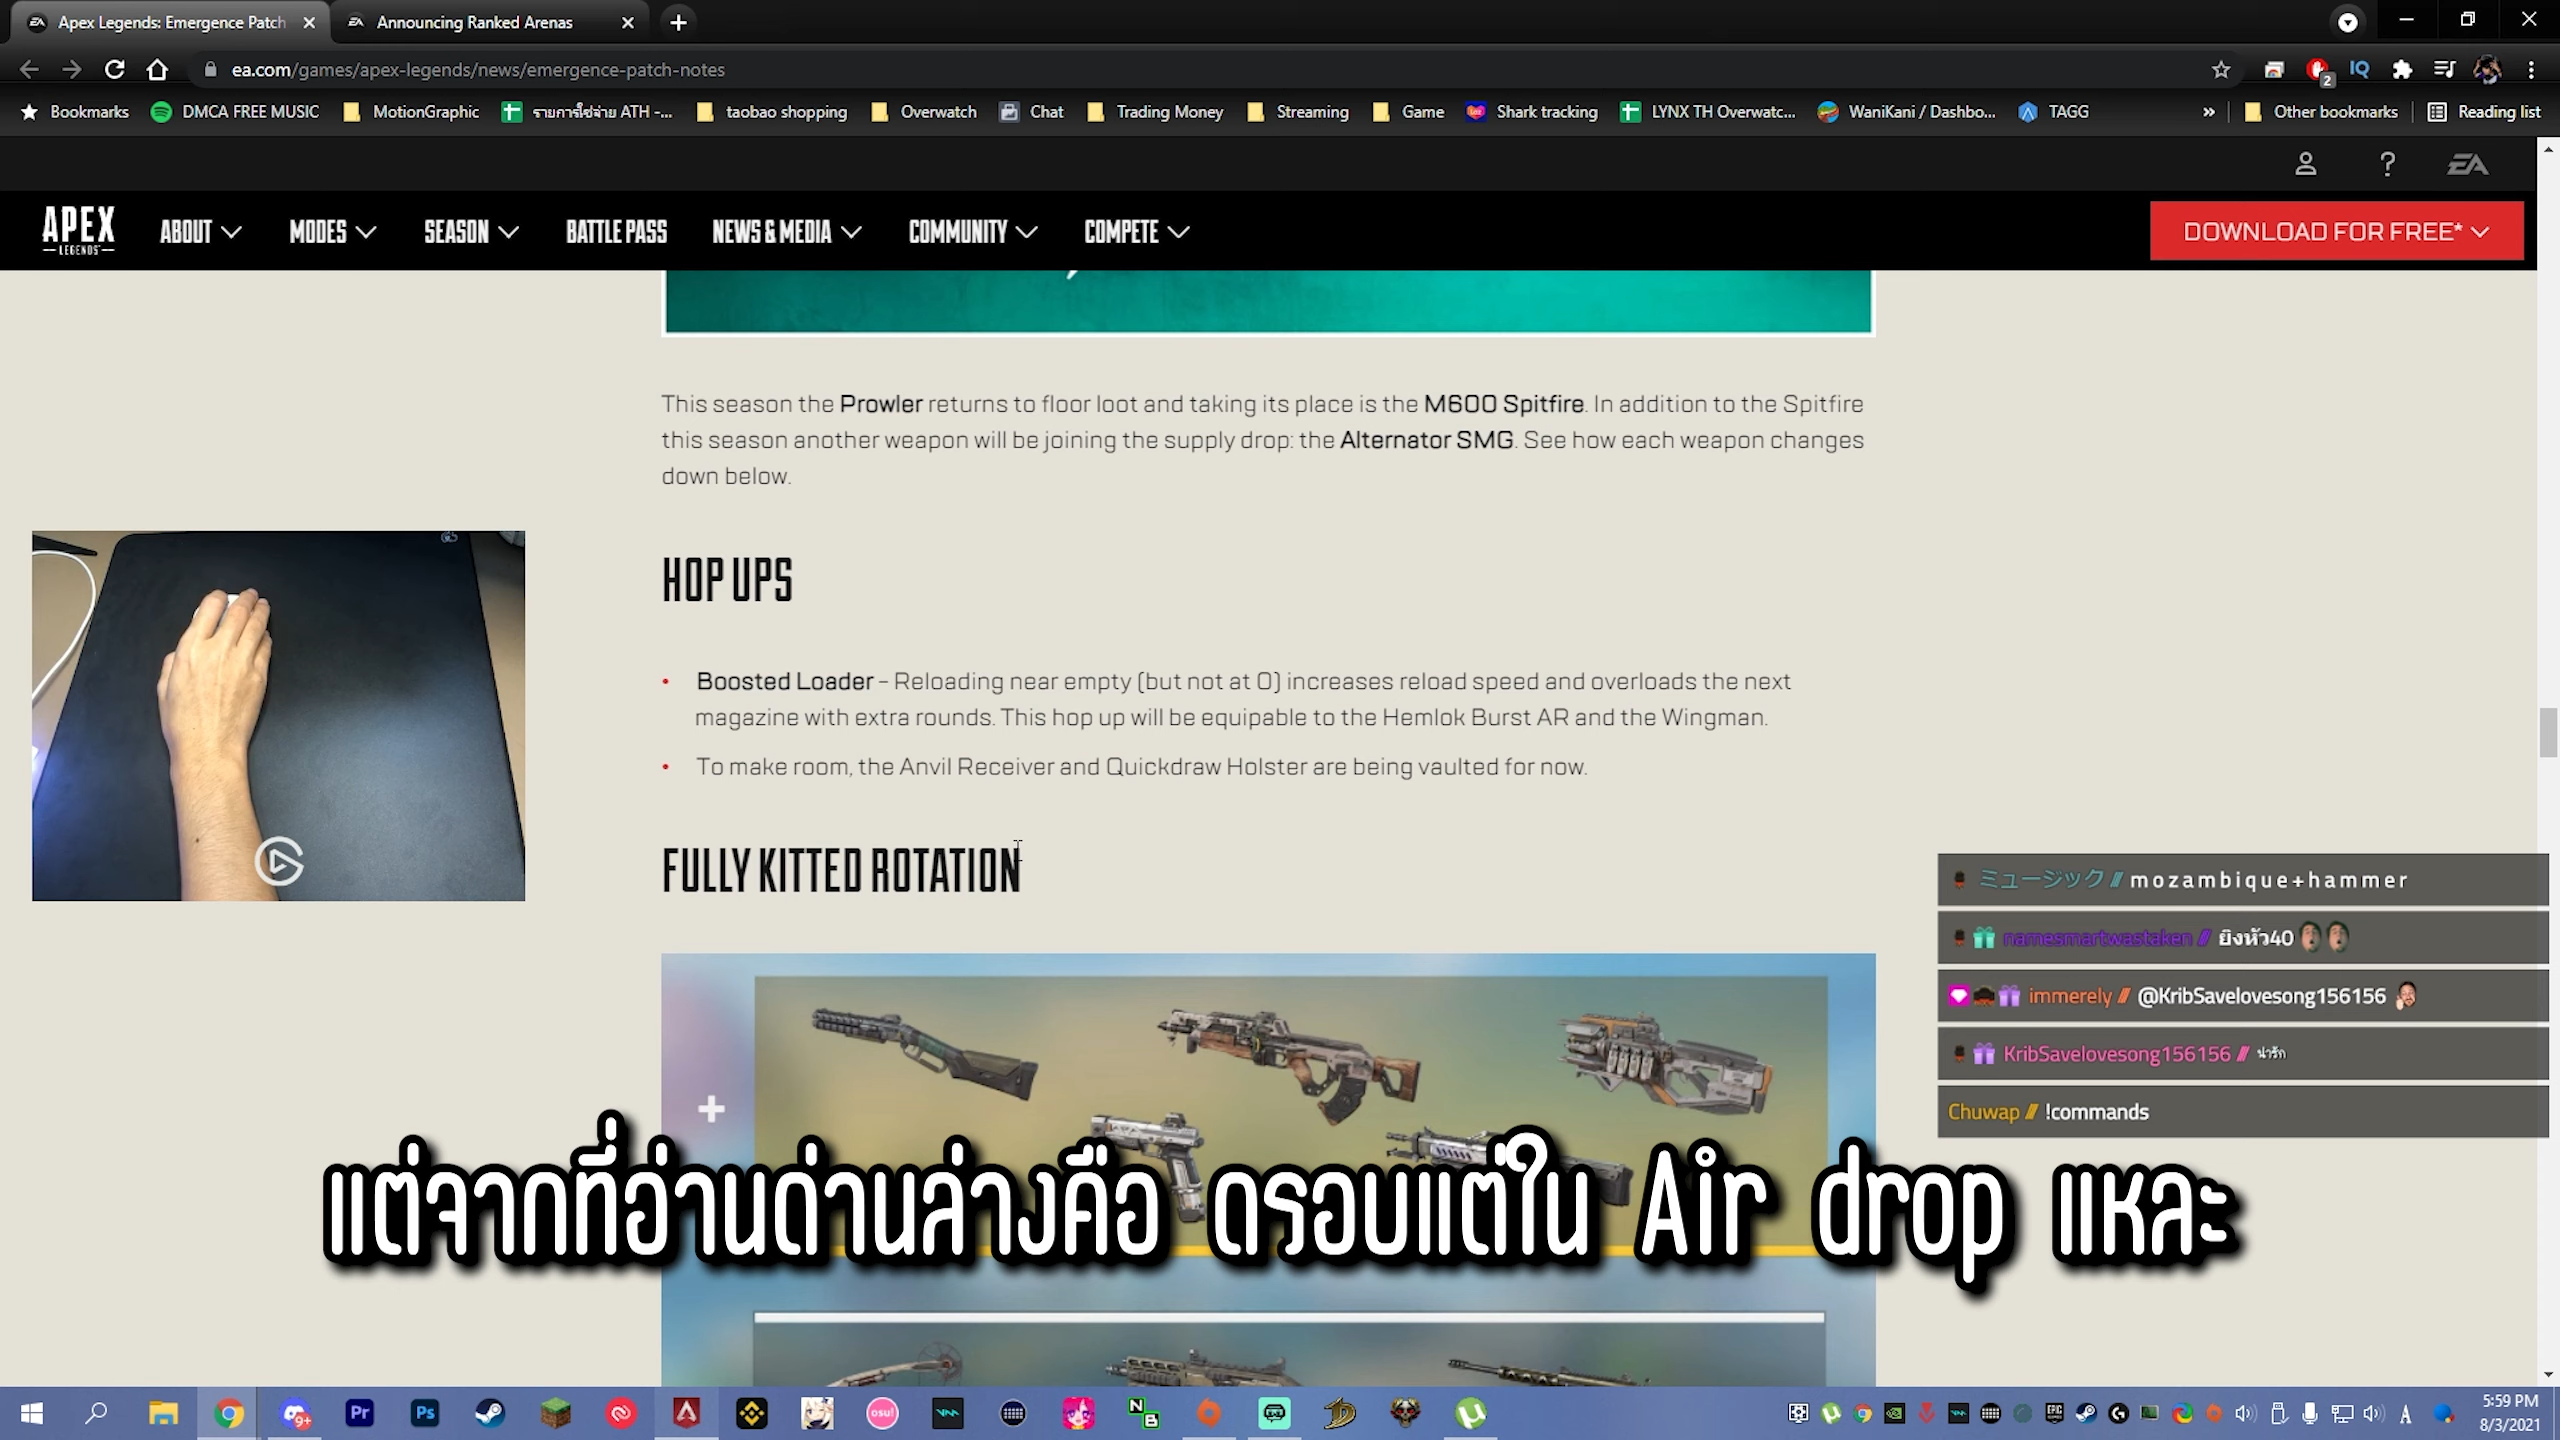 Apex Legends: Emergence Patch
Announcing Ranked Arenas
ea.com/games/apex-legends/news/emergence-patch-notes
2
Bookmarks
DMCA FREE MUSIC
MotionGraphic
รายการใช้จ่าย ATH -...
taobao shopping
Overwatch
Chat
Trading Money
Streaming
Game
Shark tracking
LYNX TH Overwatc...
WaniKani / Dashbo...
TAGG
»
Other bookmarks
Reading list
?
EA
APEX
LEGENDS
ABOUT
MODES
SEASON
BATTLE PASS
NEWS & MEDIA
COMMUNITY
COMPETE
DOWNLOAD FOR FREE*
This season the Prowler returns to floor loot and taking its place is the M600 Spitfire. In addition to the Spitfire
this season another weapon will be joining the supply drop: the Alternator SMG. See how each weapon changes
down below.
HOP UPS
• Boosted Loader – Reloading near empty (but not at 0) increases reload speed and overloads the next
magazine with extra rounds. This hop up will be equipable to the Hemlok Burst AR and the Wingman.
• To make room, the Anvil Receiver and Quickdraw Holster are being vaulted for now.
FULLY KITTED ROTATION
ミュージック // mozambique+hammer
namesmartwastaken // ยิงหัว40
immerely // @KribSavelovesong156156
KribSavelovesong156156 // น่ารัก
Chuwap // !commands
แต่จากที่อ่านด่านล่างคือ ดรอบแต่ใน Air drop แหละ
9+
Pr
Ps
osu!
N
B
A
5:59 PM
8/3/2021